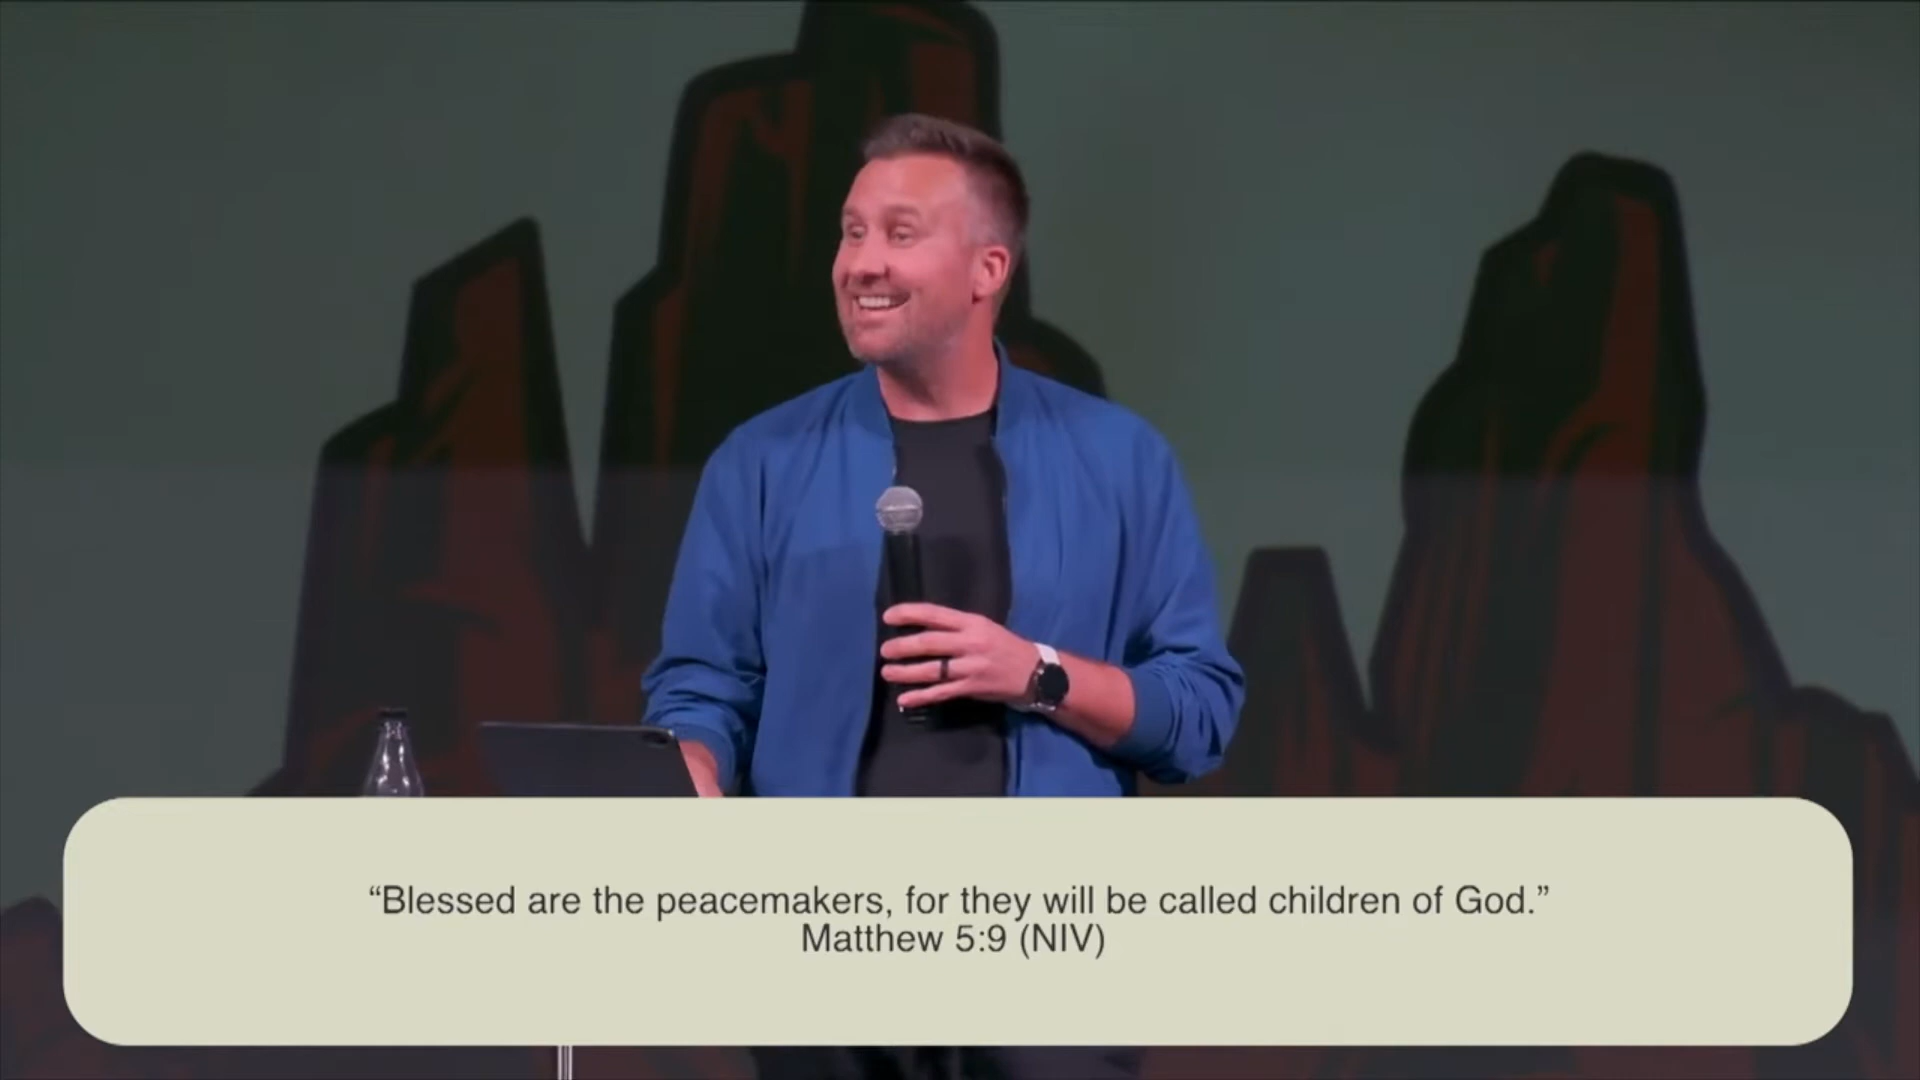 “Blessed are the peacemakers, for they will be called children of God.”
Matthew 5:9 (NIV)